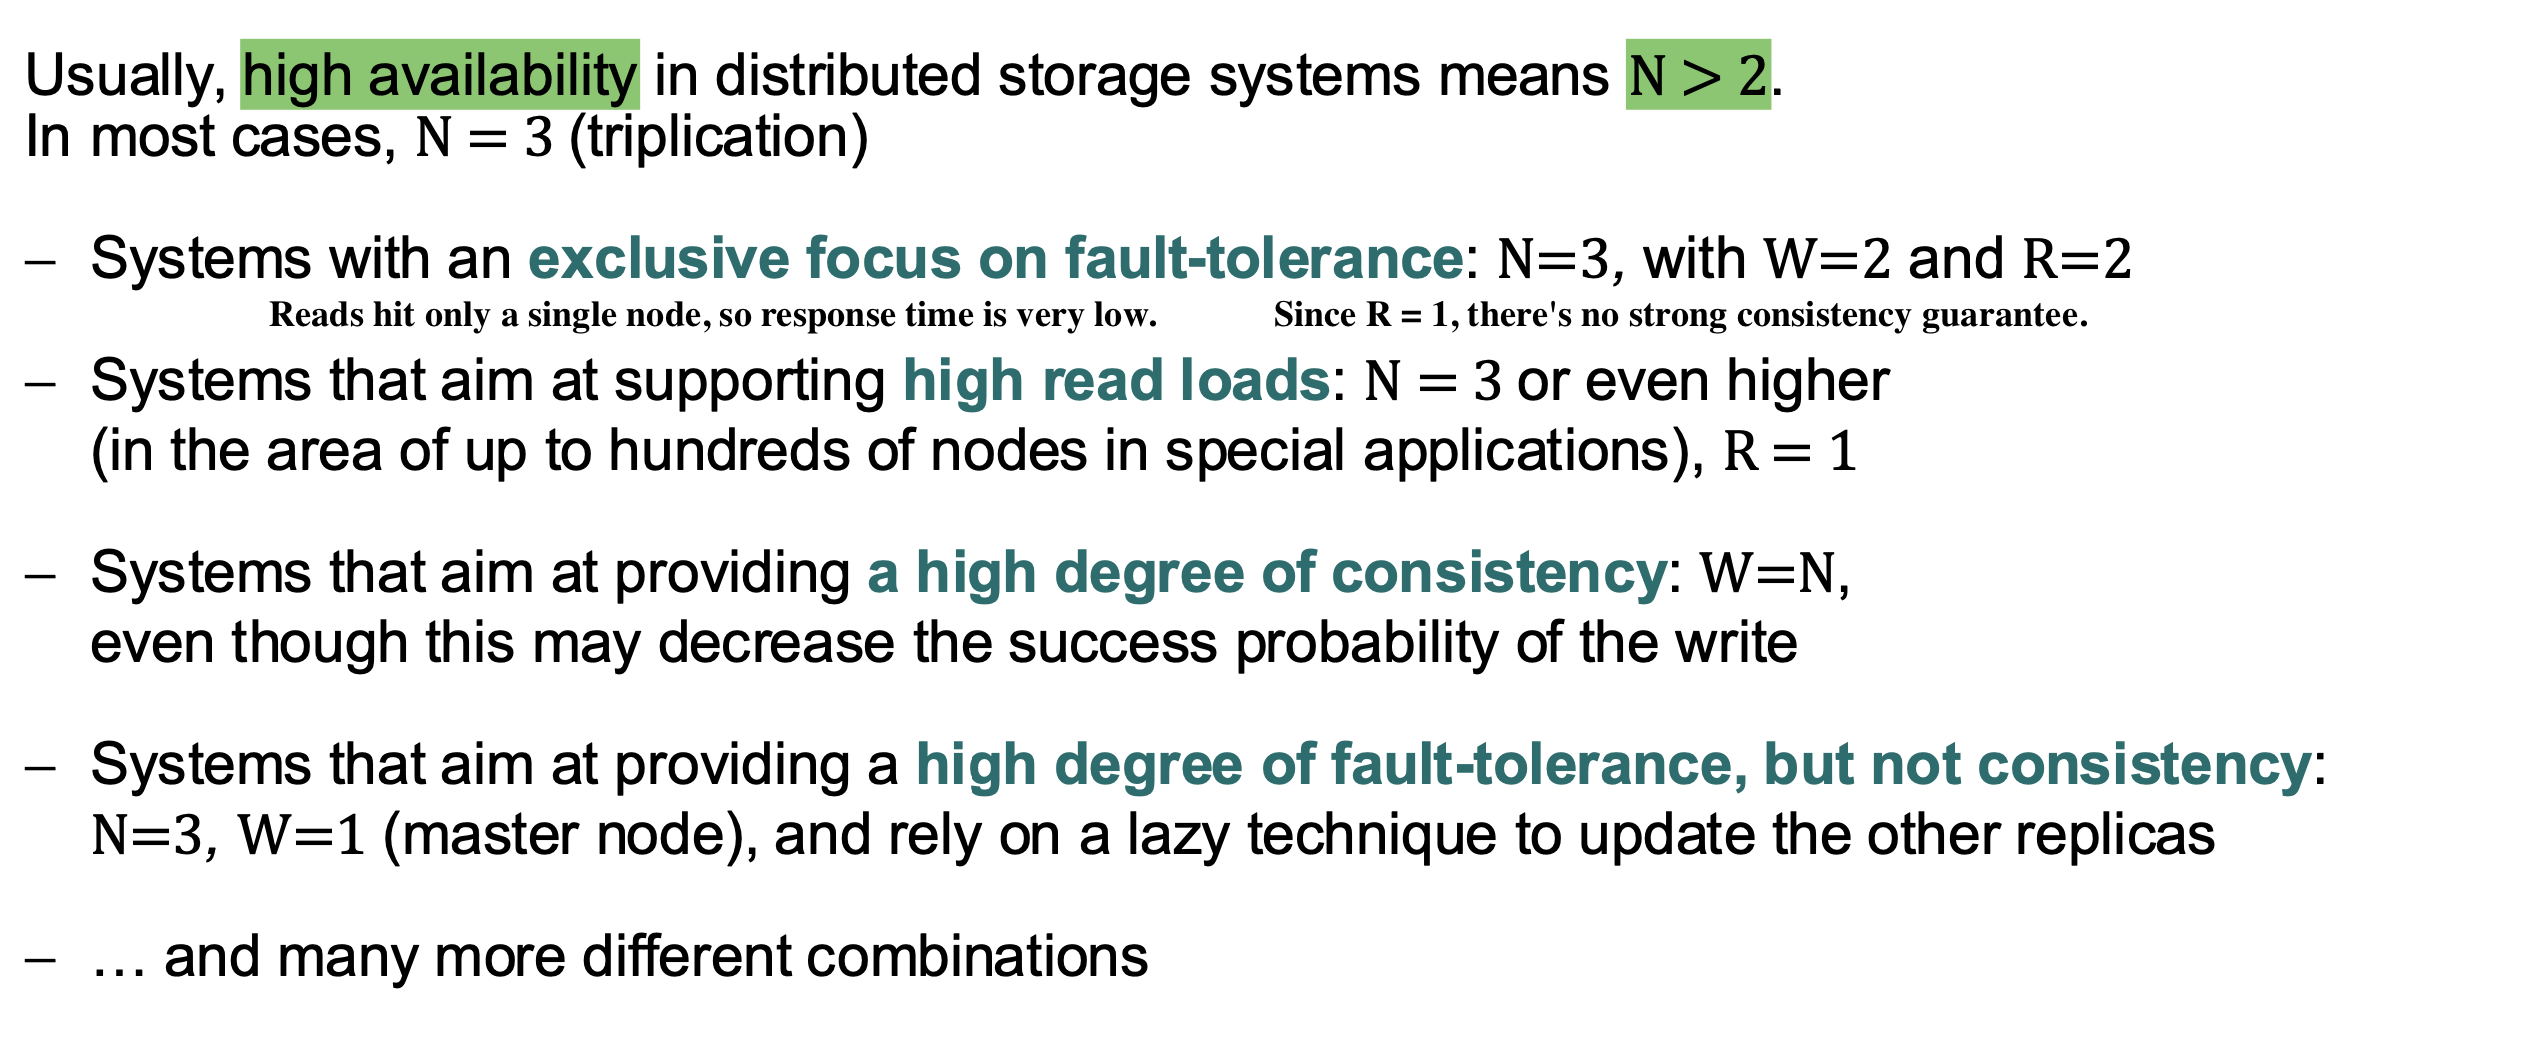 Usually, high availability in distributed storage systems means N > 2.
In most cases, N = 3 (triplication)
– Systems with an exclusive focus on fault-tolerance: N=3, with W=2 and R=2
Reads hit only a single node, so response time is very low. Since R = 1, there's no strong consistency guarantee.
– Systems that aim at supporting high read loads: N = 3 or even higher
(in the area of up to hundreds of nodes in special applications), R = 1
– Systems that aim at providing a high degree of consistency: W=N,
even though this may decrease the success probability of the write
– Systems that aim at providing a high degree of fault-tolerance, but not consistency:
N=3, W=1 (master node), and rely on a lazy technique to update the other replicas
– … and many more different combinations